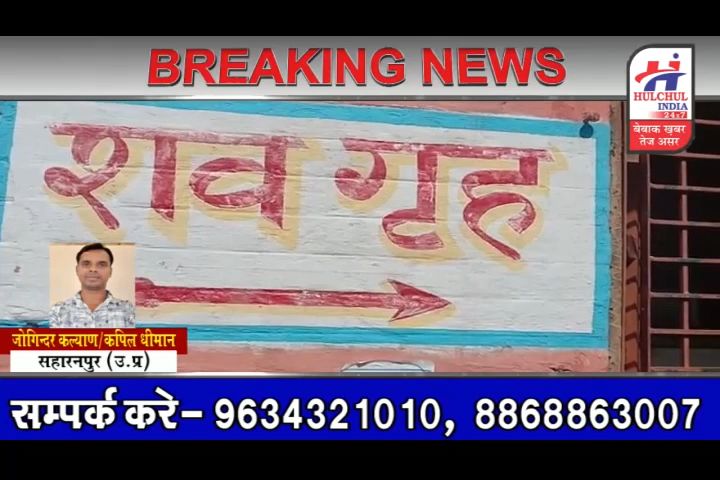 BREAKING NEWS
HULCHUL
INDIA
24x7
बेबाक खबर
तेज असर
शव गृह
जोगिन्दर कल्याण/कपिल धीमान
सहारनपुर (उ.प्र)
सम्पर्क करे- 9634321010, 8868863007